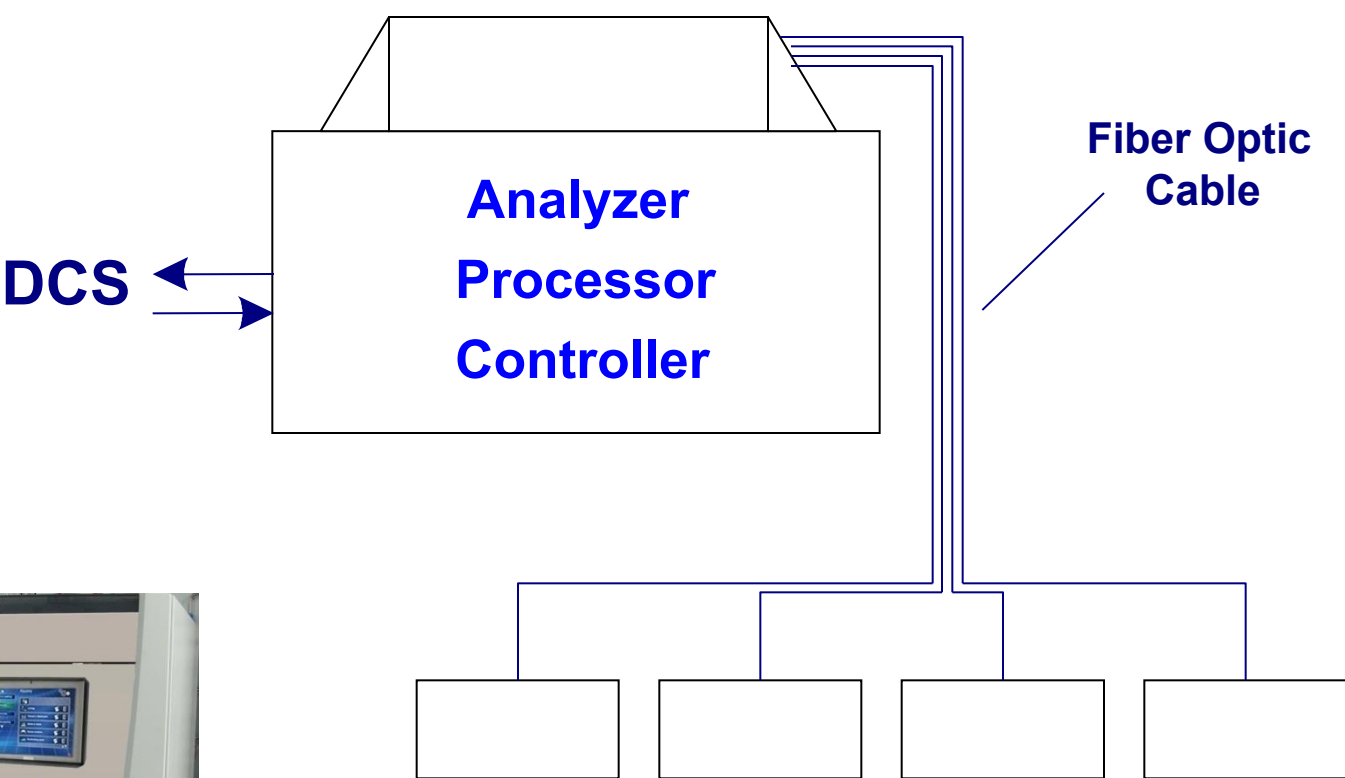 Fiber Optic
Cable
Analyzer
DCS
Processor
Controller